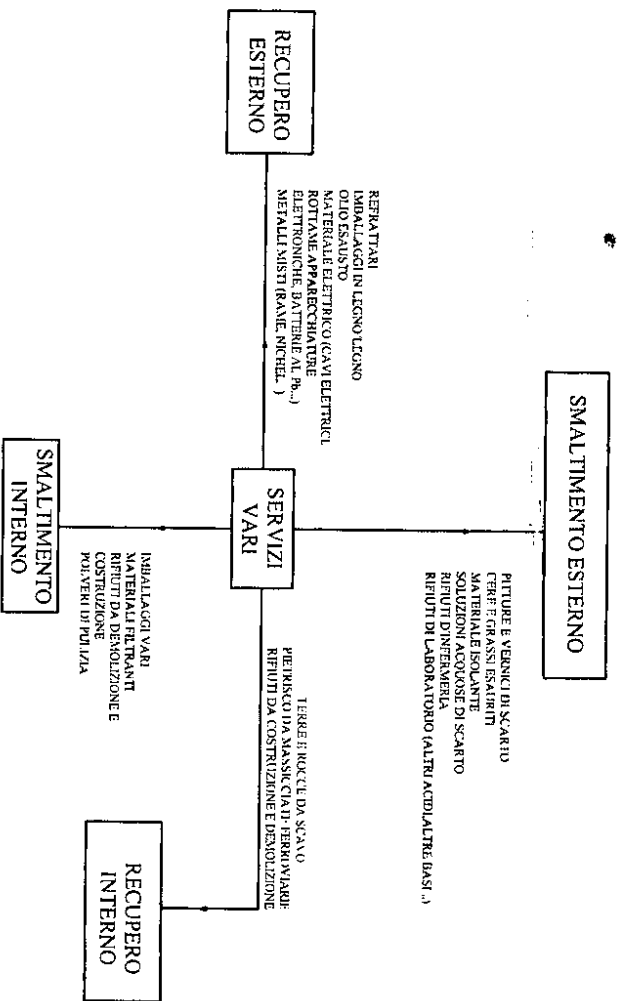 SMALTIMENTO ESTERNO
PITTURE E VERNICI DI SCARTO
CERE E GRASSI ESAURITI
MATERIALE ISOLANTE
SOLUZIONI ACQUOSE DI SCARTO
RIFIUTI D'INFERMERIA
RIFIUTI DI LABORATORIO (ALTRI ACIDI,ALTRE BASI ..)
RECUPERO
ESTERNO
REFRATTARI
IMBALLAGGI IN LEGNO/LEGNO
OLIO ESAUSTO
MATERIALE ELETTRICO (CAVI ELETTRICI,
ROTTAME APPARECCHIATURE
ELETTRONICHE, BATTERIE AL Pb...)
METALLI MISTI (RAME, NICHEL.. )
SERVIZI
VARI
TERRE E ROCCE DA SCAVO
PIETRISCO DA MASSICCIATE FERROVIARIE
RIFIUTI DA COSTRUZIONE E DEMOLIZIONE
SMALTIMENTO
INTERNO
IMBALLAGGI VARI
MATERIALI FILTRANTI
RIFIUTI DA DEMOLIZIONE E
COSTRUZIONE
POLVERI DI PULIZIA
RECUPERO
INTERNO